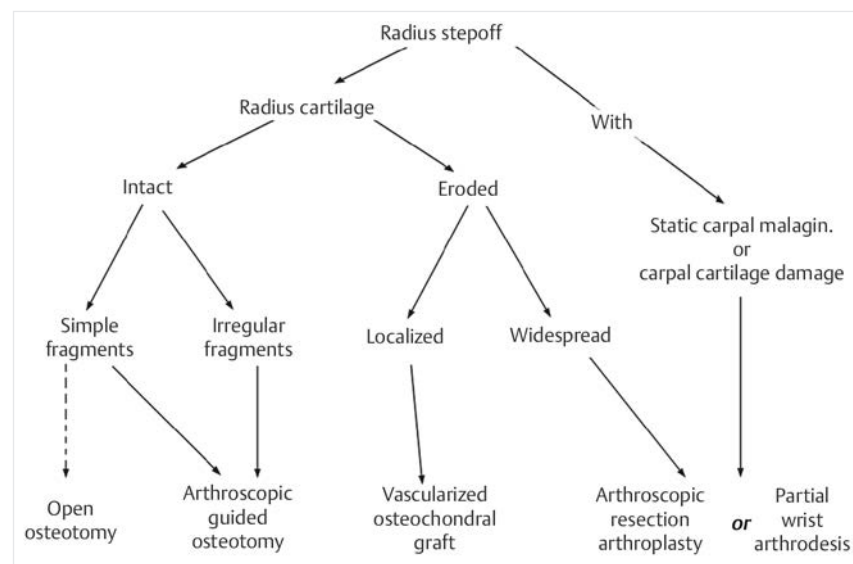 Radius stepoff
Radius cartilage
With
Intact
Eroded
Static carpal malagin.
or
carpal cartilage damage
Simple
fragments
Irregular
fragments
Localized
Widespread
Open
osteotomy
Arthroscopic
guided
osteotomy
Vascularized
osteochondral
graft
Arthroscopic
resection
arthroplasty
or
Partial
wrist
arthrodesis